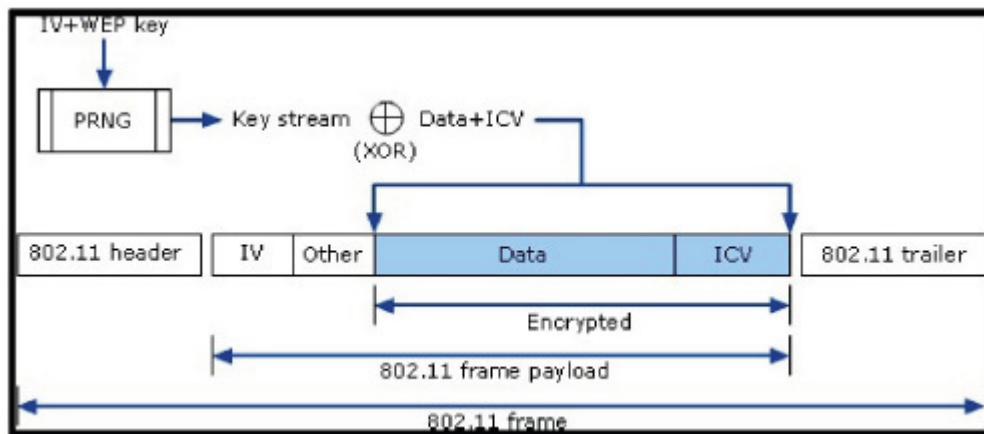 IV+WEP key
PRNG Key stream Data+ICV
(XOR)
802.11 header IV Other Data ICV 802.11 trailer
Encrypted
802.11 frame payload
802.11 frame